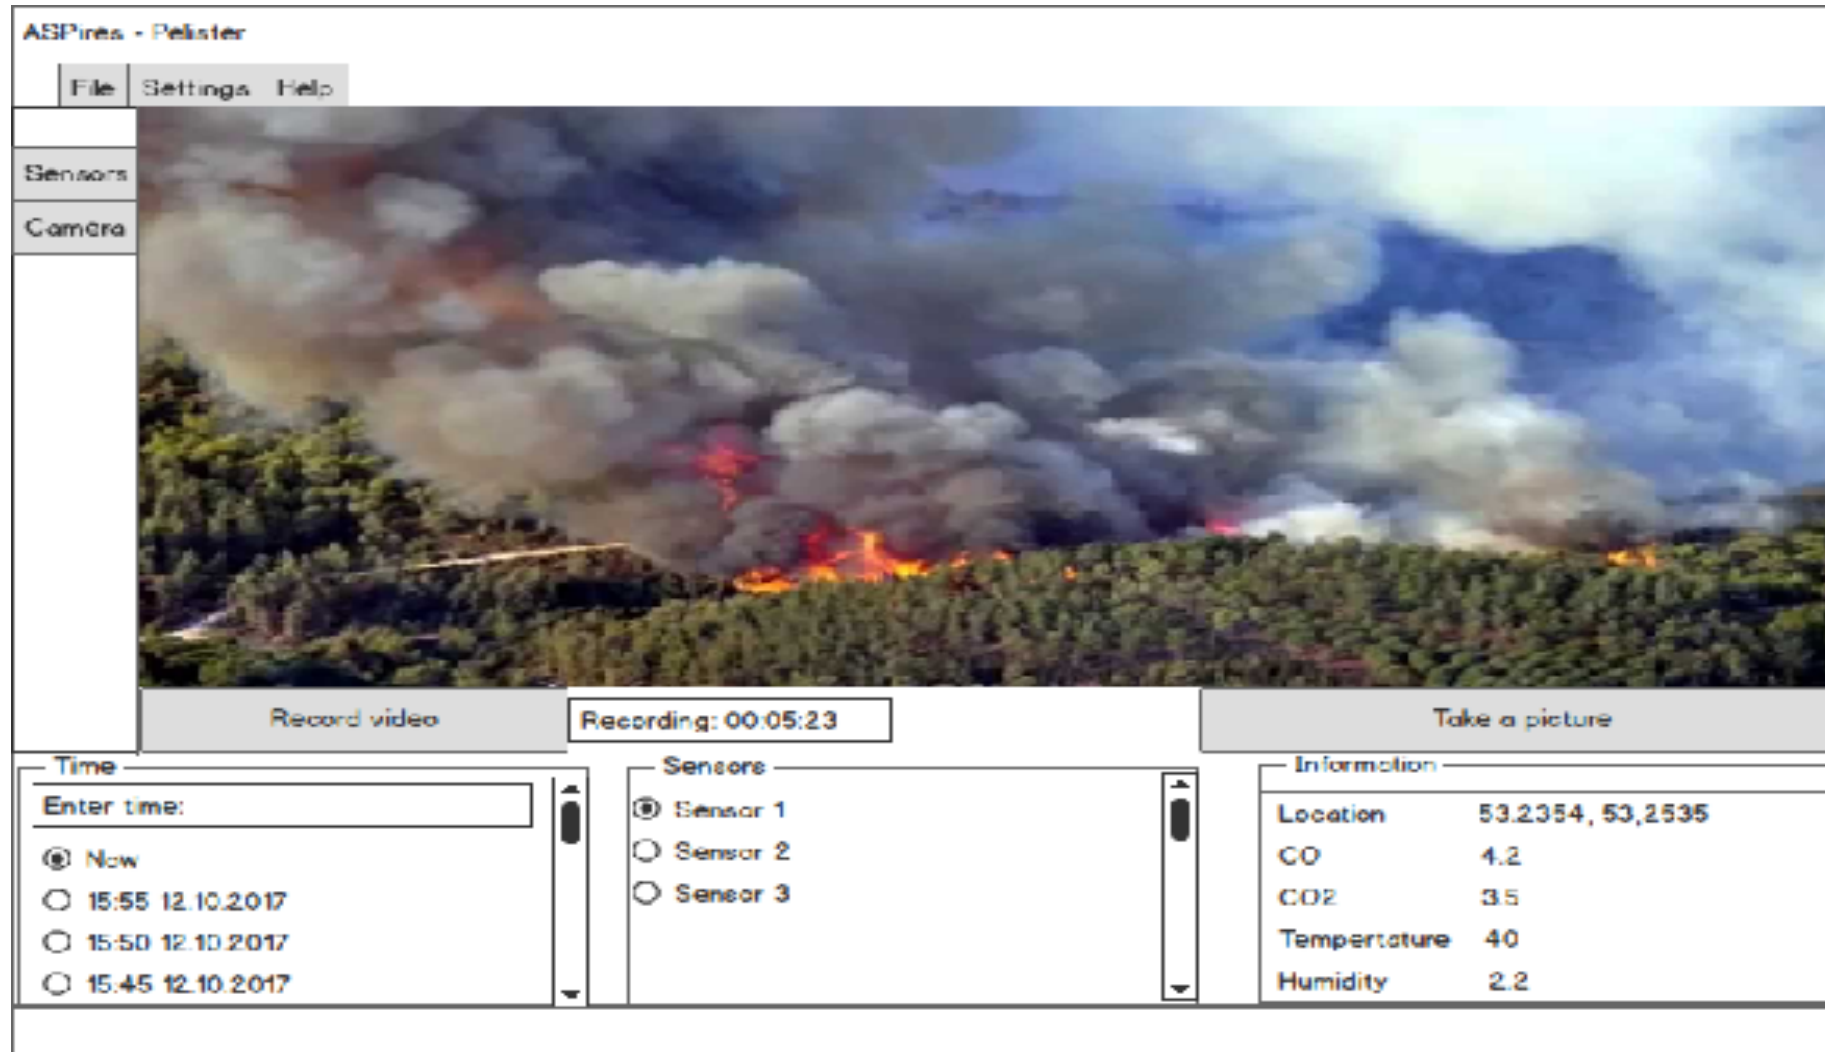 ASPires - Pelister
File Settings Help
Sensors
Camera
Record video
Recording: 00:05:23
Take a picture
Time
Enter time:
Now
15:55 12.10.2017
15:50 12.10.2017
15:45 12.10.2017
Sensors
Sensor 1
Sensor 2
Sensor 3
Information
Location 53.2354, 53,2535
CO 4.2
CO2 3.5
Tempertature 40
Humidity 2.2